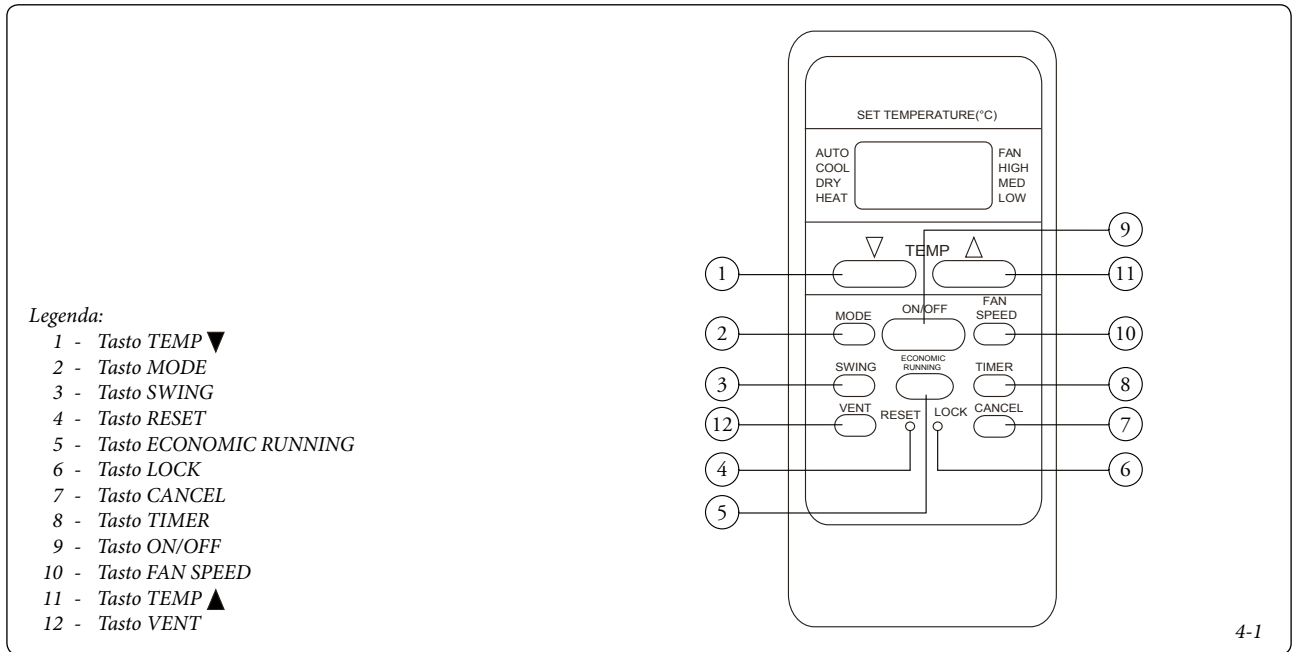 Legenda:
1 - Tasto TEMP ▼
2 - Tasto MODE
3 - Tasto SWING
4 - Tasto RESET
5 - Tasto ECONOMIC RUNNING
6 - Tasto LOCK
7 - Tasto CANCEL
8 - Tasto TIMER
9 - Tasto ON/OFF
10 - Tasto FAN SPEED
11 - Tasto TEMP ▲
12 - Tasto VENT
SET TEMPERATURE(°C)
AUTO
COOL
DRY
HEAT
FAN
HIGH
MED
LOW
▽ TEMP △
MODE
ON/OFF
FAN
SPEED
SWING
ECONOMIC
RUNNING
TIMER
VENT
RESET
LOCK
CANCEL
1
2
3
12
4
5
9
11
10
8
7
6
4-1